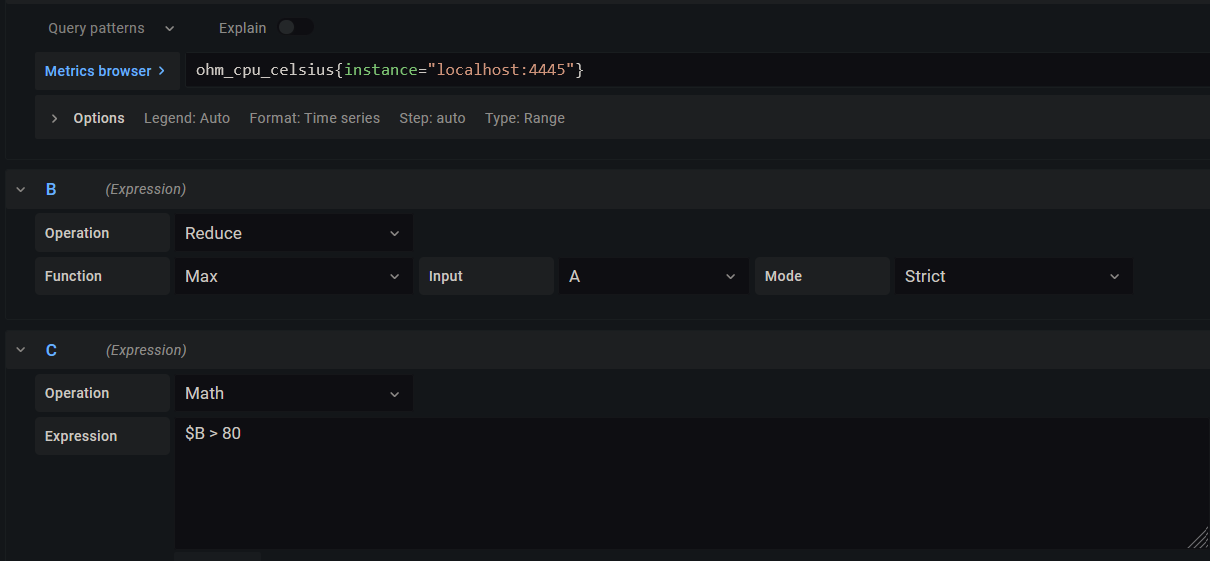 Query patterns Explain
Metrics browser > ohm_cpu_celsius{instance="localhost:4445"}
Options Legend: Auto Format: Time series Step: auto Type: Range
B (Expression)
Operation Reduce
Function Max Input A Mode Strict
C (Expression)
Operation Math
Expression $B > 80